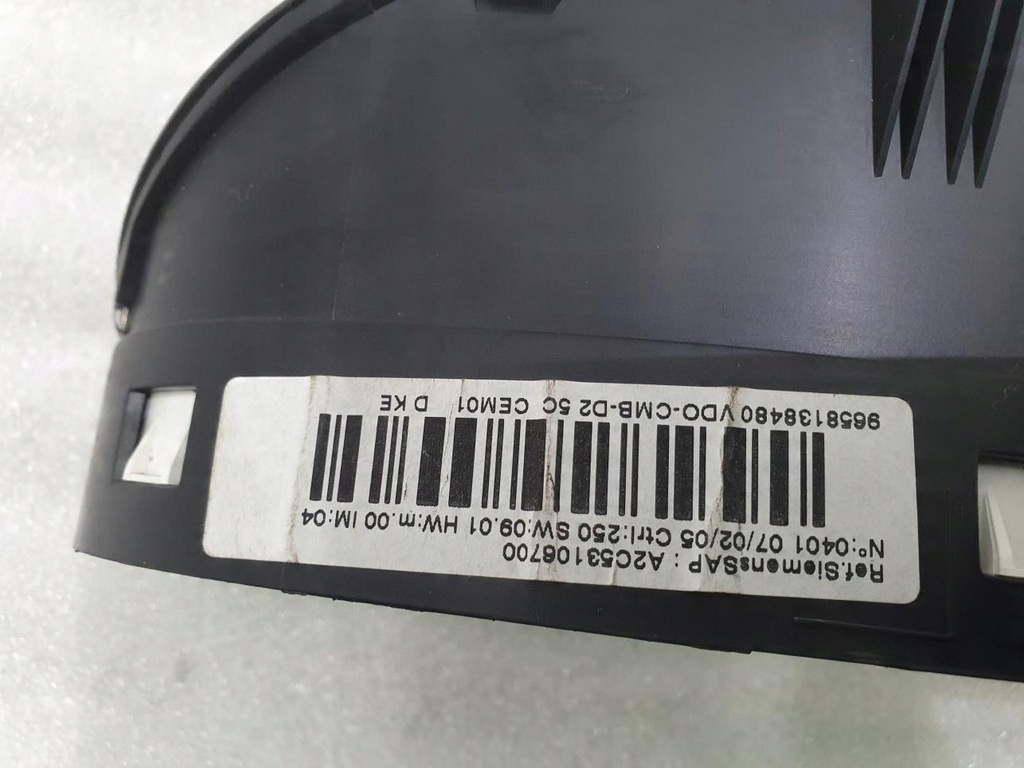 Ref.SiemensSAP : A2C53106700
N°:0401 07/02/05 Ctrl:250 SW:09.01 HW:m.00 IM:04
9658138480 VDO-CMB-D2 5C CEM01 D KE